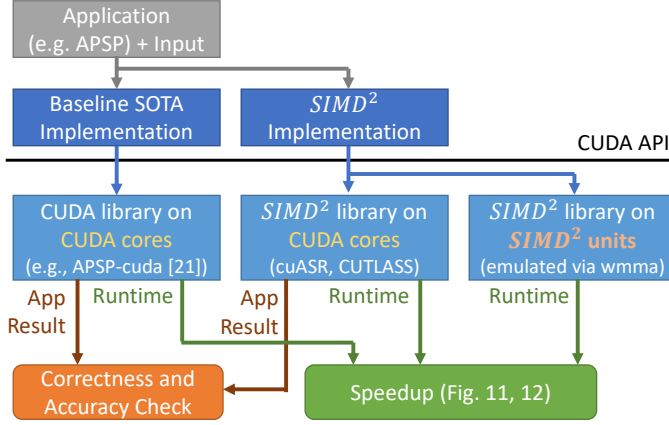 Application
(e.g. APSP) + Input
Baseline SOTA
Implementation
SIMD²
Implementation
CUDA API
CUDA library on
CUDA cores
(e.g., APSP-cuda [21])
SIMD² library on
CUDA cores
(cuASR, CUTLASS)
SIMD² library on
SIMD² units
(emulated via wmma)
App
Result
Runtime
App
Result
Runtime
Runtime
Correctness and
Accuracy Check
Speedup (Fig. 11, 12)